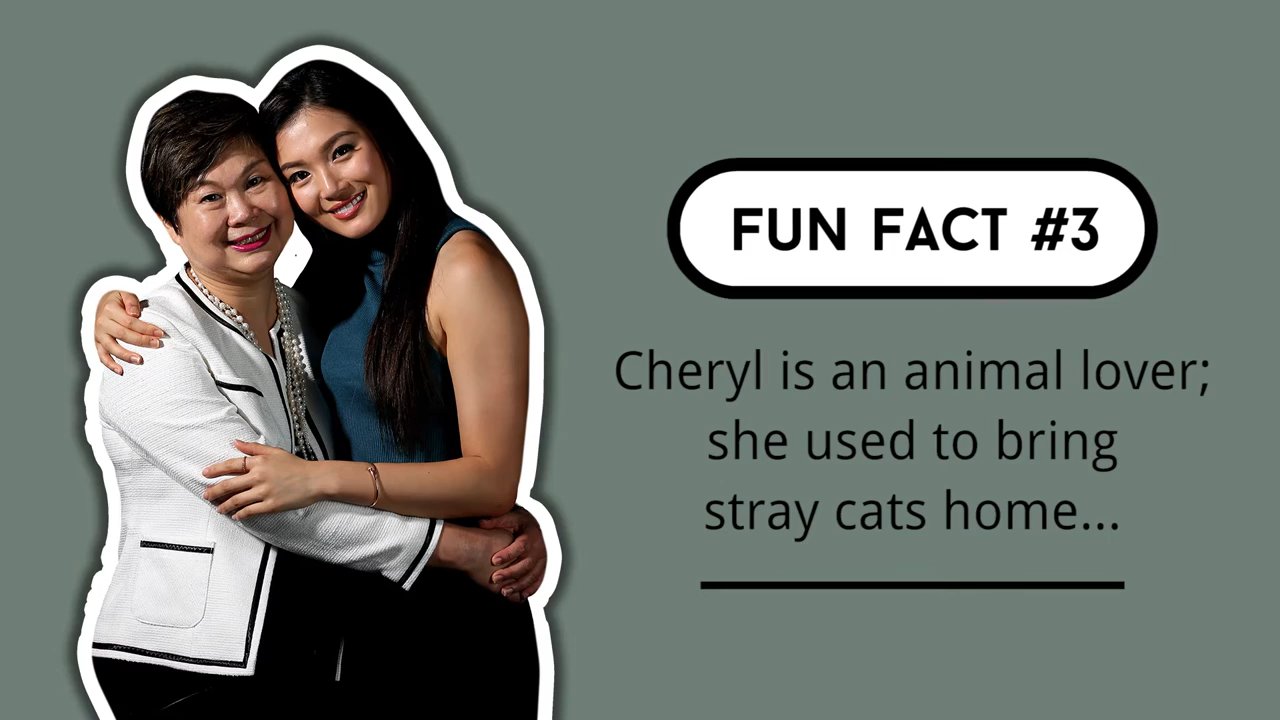 FUN FACT #3
Cheryl is an animal lover;
she used to bring
stray cats home...